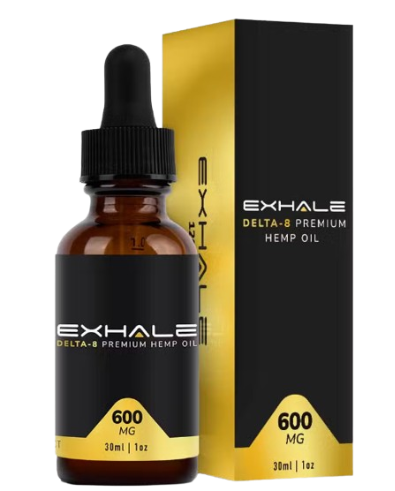 EXHALE
DELTA-8 PREMIUM HEMP OIL
600
MG
30ml | 1oz
EXHALE
EXHALE
DELTA-8 PREMIUM
HEMP OIL
600
MG
30ml | 1oz